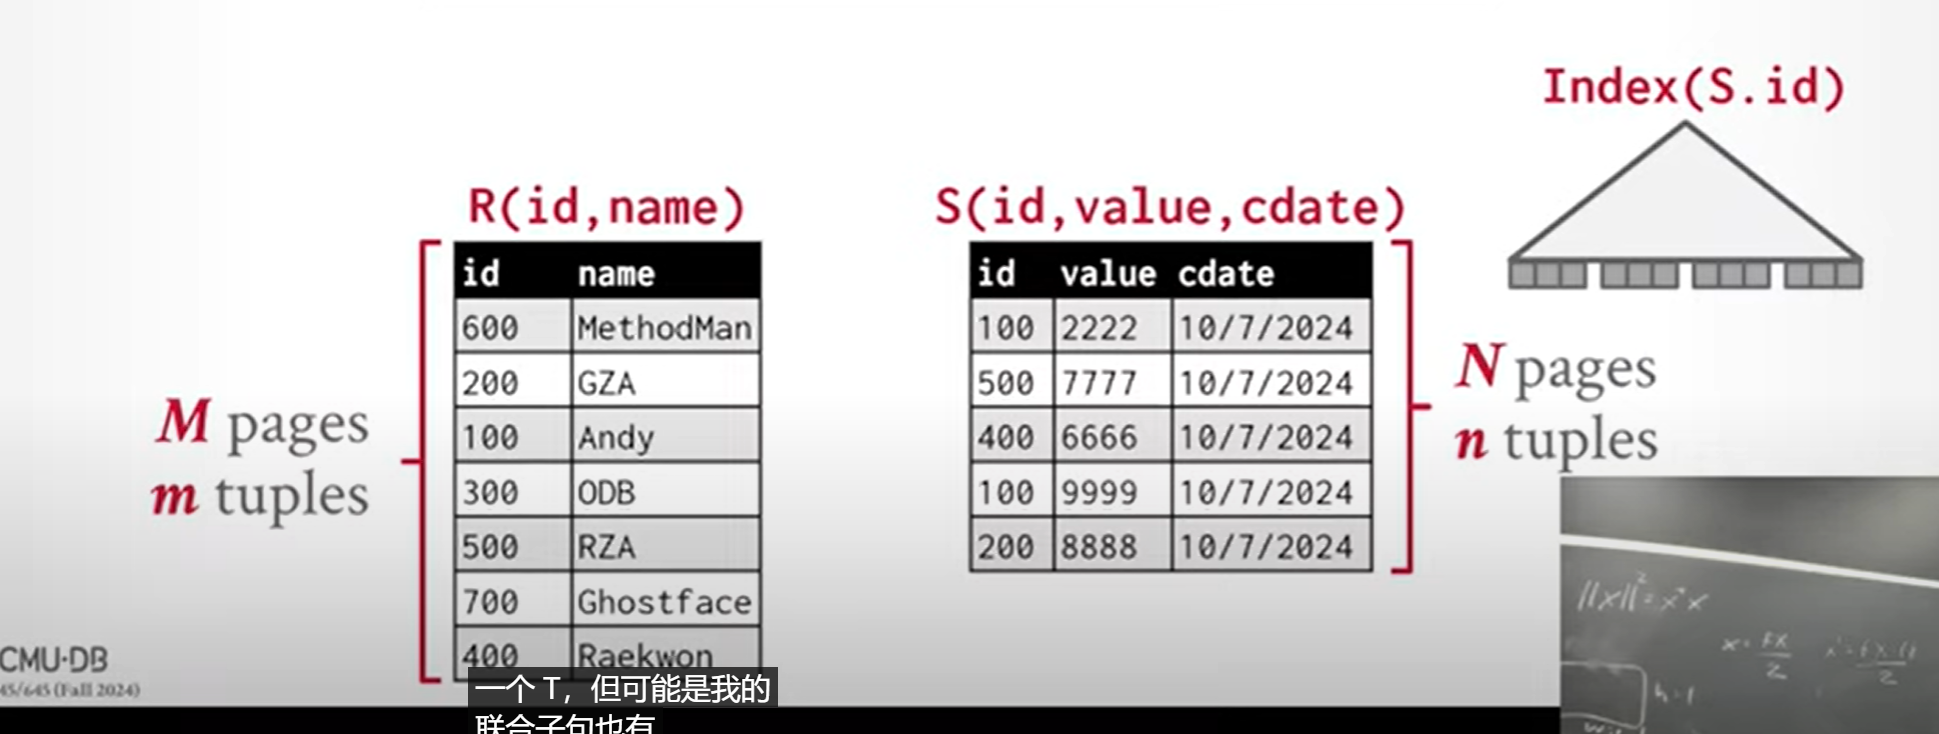 Index(S.id)
R(id,name)
S(id,value,cdate)
id name
600 MethodMan
200 GZA
100 Andy
300 ODB
500 RZA
700 Ghostface
400 Raekwon
id value cdate
100 2222 10/7/2024
500 7777 10/7/2024
400 6666 10/7/2024
100 9999 10/7/2024
200 8888 10/7/2024
M pages
m tuples
N pages
n tuples
CMU·DB
45/645 (Fall 2024)
一个 T，但可能是我的
联合子句也有